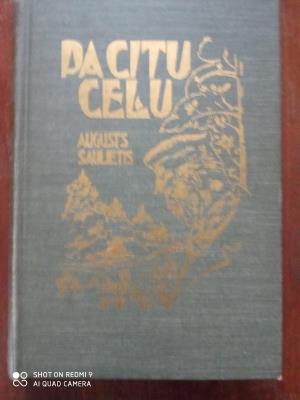 PA CITU
CEĻU
AUGUSTS
SAULIETIS
SHOT ON REDMI 9
AI QUAD CAMERA